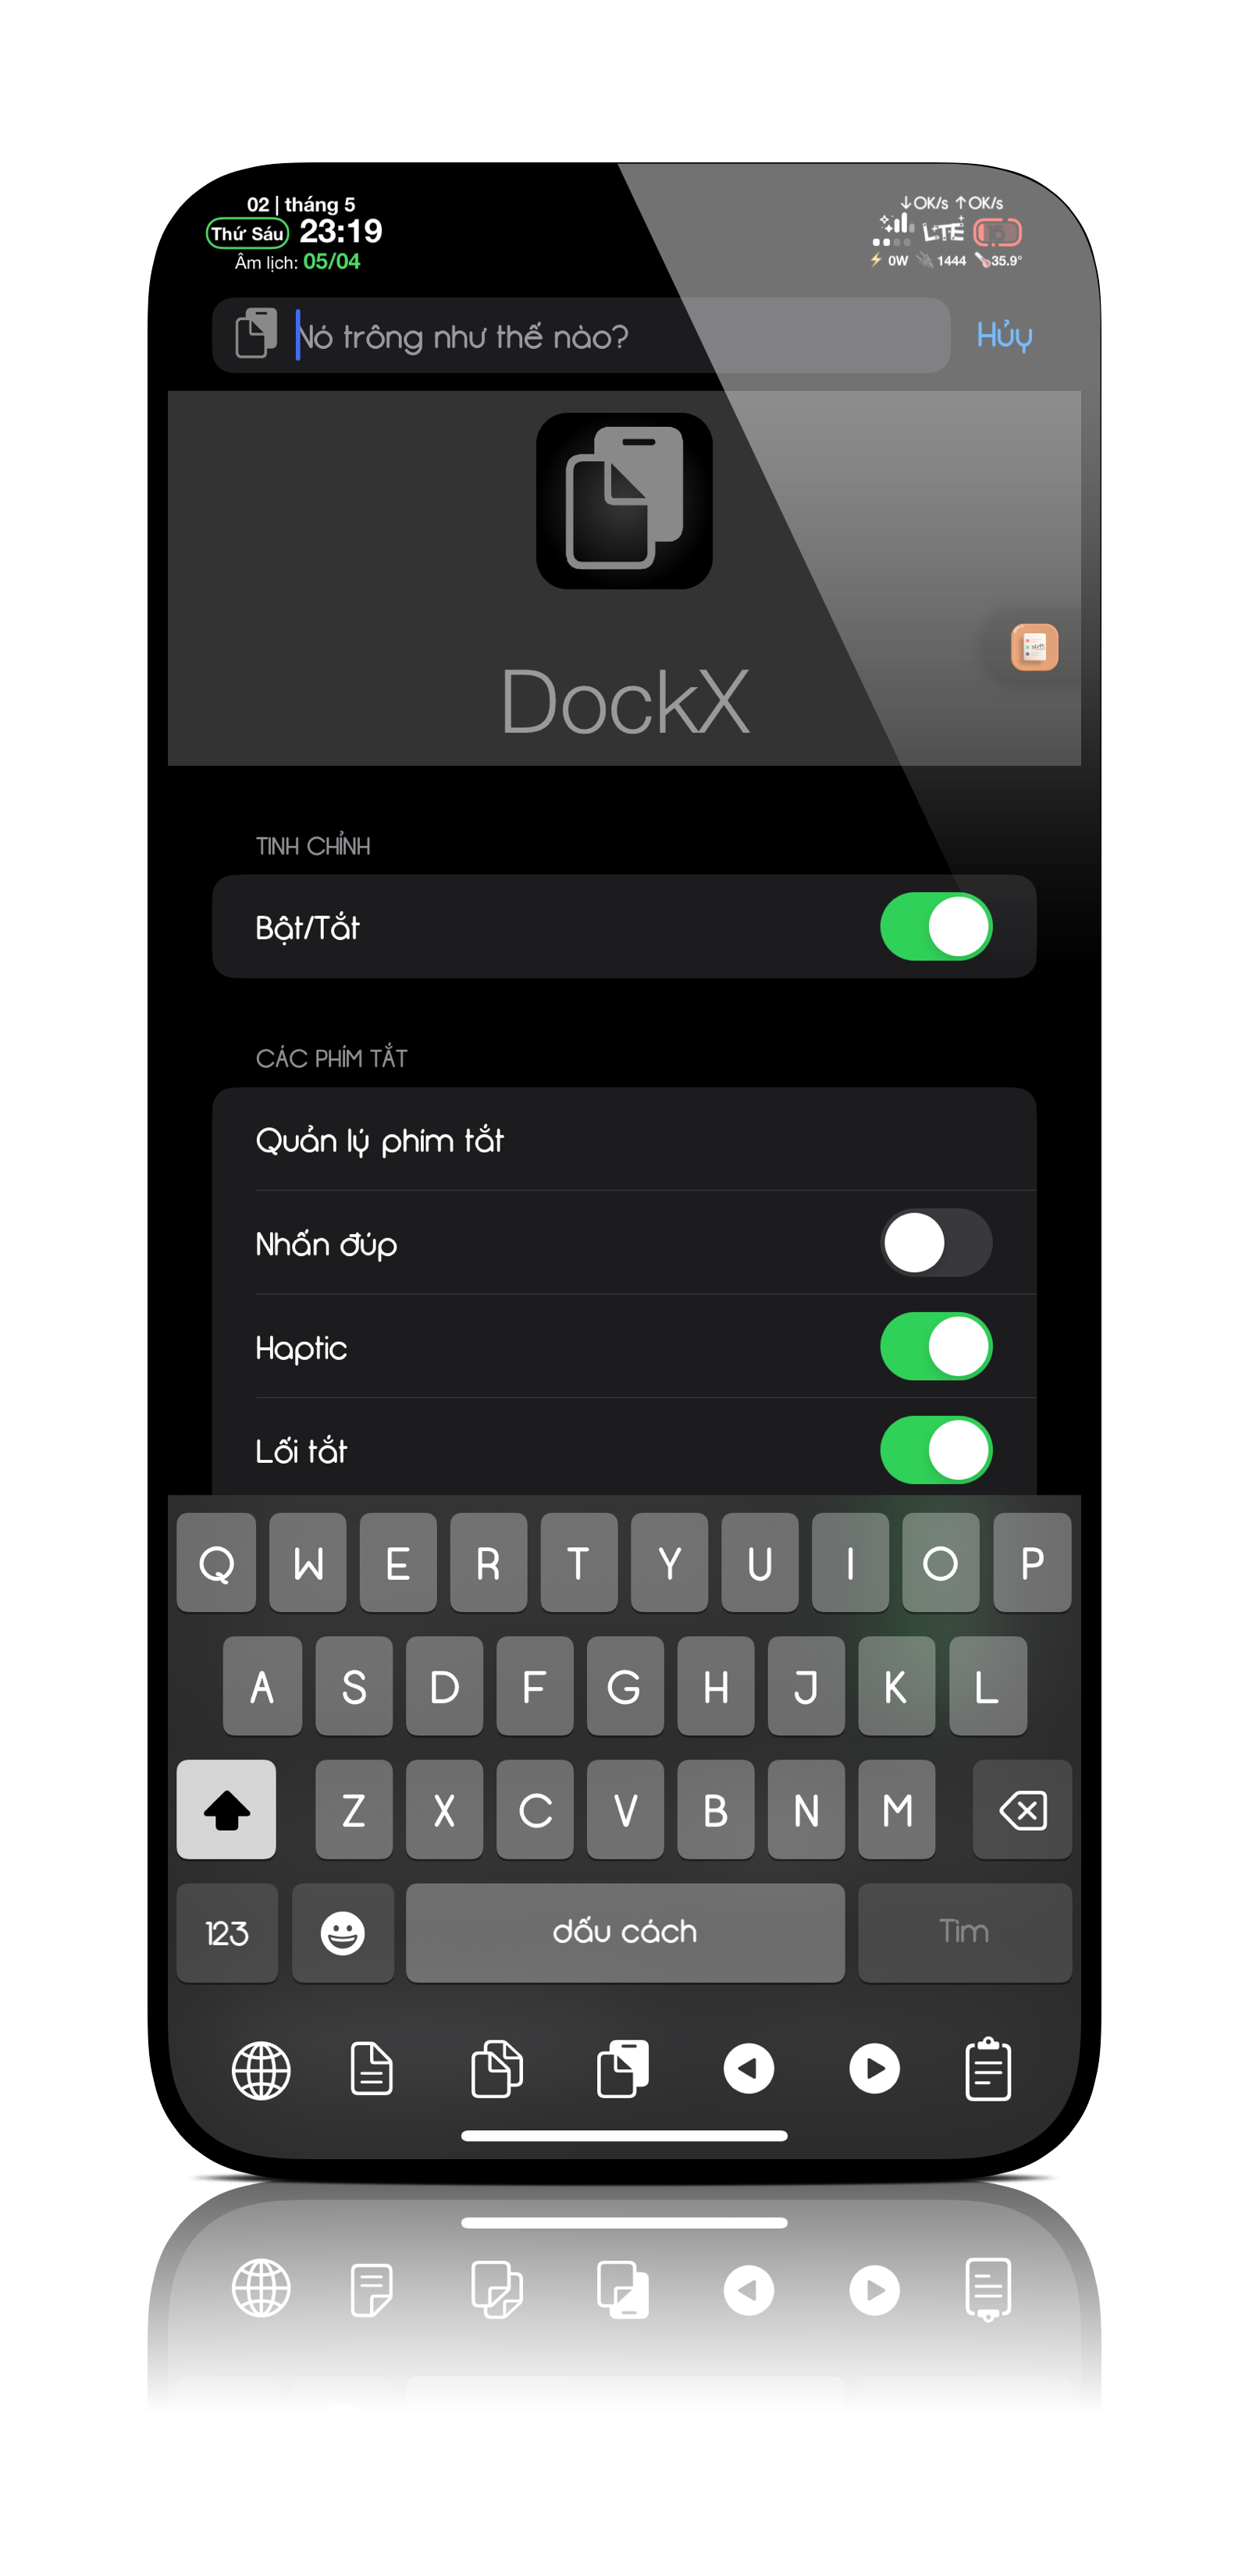 02 | tháng 5
Thứ Sáu 23:19
Âm lịch: 05/04
↓0K/s ↑0K/s
LTE
⚡ 0W 🔌 1444 🌡️35.9°
Nó trông như thế nào?
Hủy
DockX
TINH CHỈNH
Bật/Tắt
CÁC PHÍM TẮT
Quản lý phím tắt
Nhấn đúp
Haptic
Lối tắt
Q W E R T Y U I O P
A S D F G H J K L
Z X C V B N M
123 dấu cách Tìm